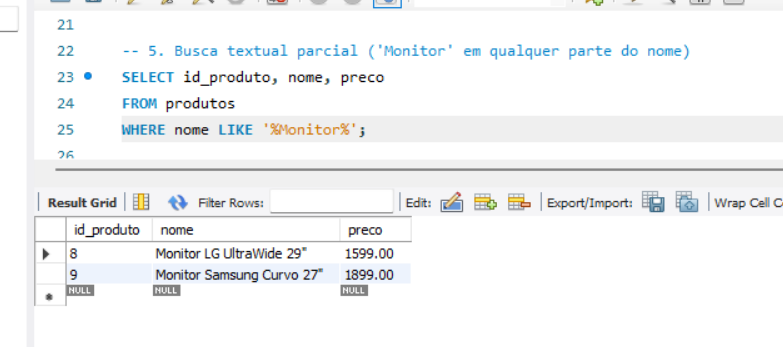 21
22 -- 5. Busca textual parcial ('Monitor' em qualquer parte do nome)
23 SELECT id_produto, nome, preco
24 FROM produtos
25 WHERE nome LIKE '%Monitor%';
26
Result Grid Filter Rows: Edit: Export/Import: Wrap Cell C
id_produto nome preco
8 Monitor LG UltraWide 29" 1599.00
9 Monitor Samsung Curvo 27" 1899.00
NULL NULL NULL